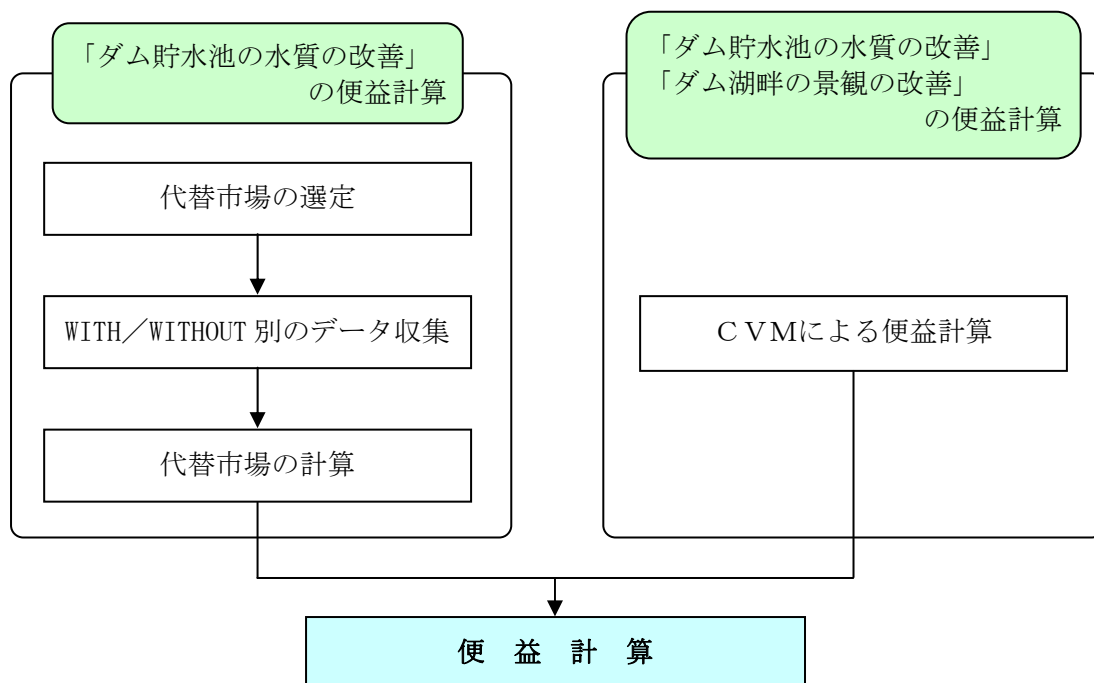 「ダム貯水池の水質の改善」
の便益計算
代替市場の選定
WITH／WITHOUT 別のデータ収集
代替市場の計算
「ダム貯水池の水質の改善」
「ダム湖畔の景観の改善」
の便益計算
ＣＶＭによる便益計算
便 益 計 算